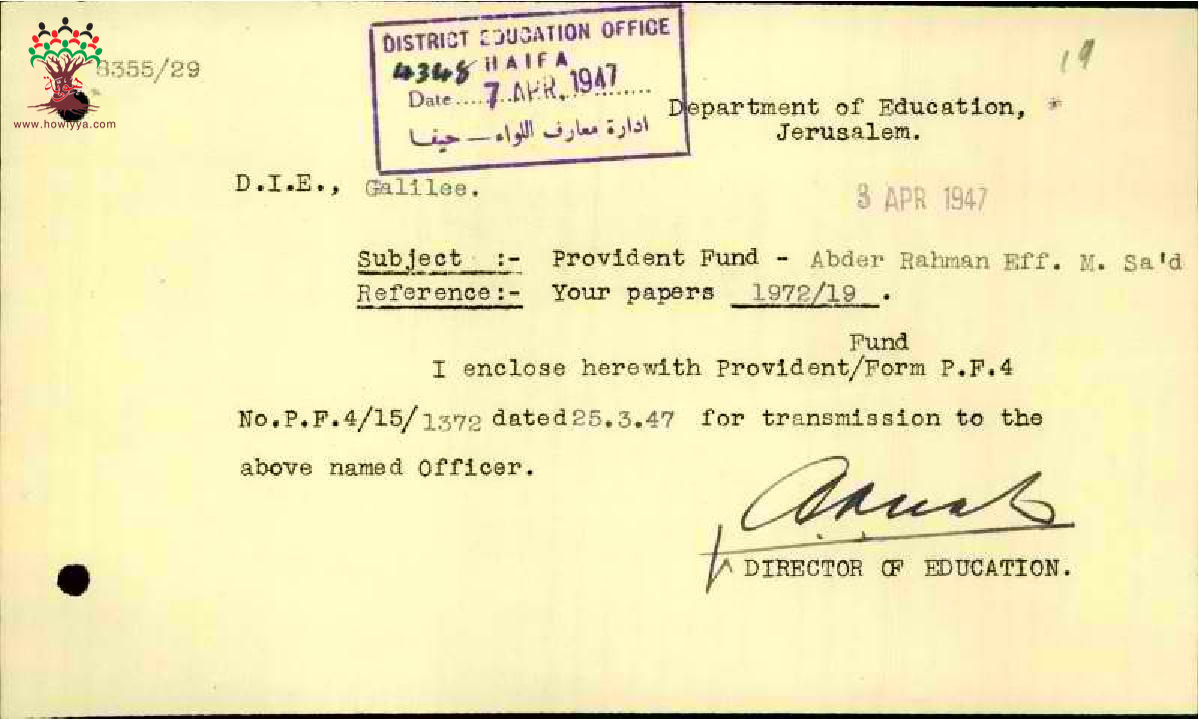 8355/29
www.howiyya.com
DISTRICT EDUCATION OFFICE
4348 HAIFA
Date.....7 APR. 1947.........
ادارة معارف اللواء — حيفا
19
Department of Education,
Jerusalem.
D.I.E., Galilee.
3 APR 1947
Subject :- Provident Fund - Abder Rahman Eff. M. Sa'd
Reference:- Your papers 1972/19 .
Fund
I enclose herewith Provident/Form P.F.4
No.P.F.4/15/1372 dated 25.3.47 for transmission to the
above named Officer.
DIRECTOR OF EDUCATION.